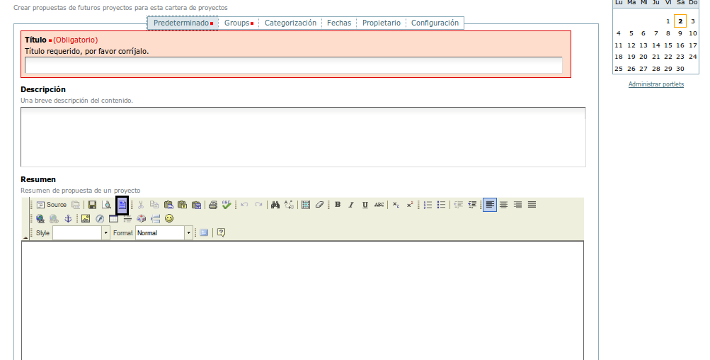 Crear propuestas de futuros proyectos para esta cartera de proyectos
Predeterminado Groups Categorización Fechas Propietario Configuración
Título (Obligatorio)
Título requerido, por favor corríjalo.
Descripción
Una breve descripción del contenido.
Resumen
Resumen de propuesta de un proyecto
Source
B I U ABC x₂ x²
Style Format Normal
Lu Ma Mi Ju Vi Sá Do
1 2 3
4 5 6 7 8 9 10
11 12 13 14 15 16 17
18 19 20 21 22 23 24
25 26 27 28 29 30
Administrar portlets